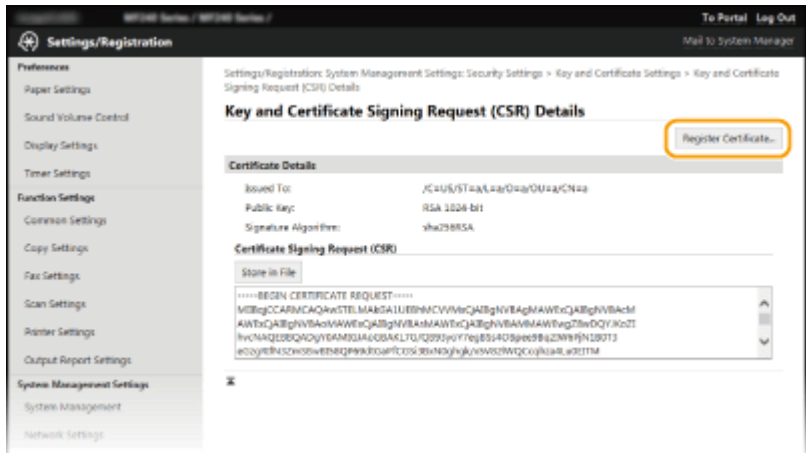 MF240 Series / MF240 Series /
To Portal Log Out
Settings/Registration
Mail to System Manager
Preferences
Paper Settings
Sound Volume Control
Display Settings
Timer Settings
Function Settings
Common Settings
Copy Settings
Fax Settings
Scan Settings
Printer Settings
Output Report Settings
System Management Settings
System Management
Network Settings
Settings/Registration: System Management Settings: Security Settings > Key and Certificate Settings > Key and Certificate
Signing Request (CSR) Details
Key and Certificate Signing Request (CSR) Details
Register Certificate...
Certificate Details
Issued To: /C=US/ST=a/L=a/O=a/OU=a/CN=a
Public Key: RSA 1024-bit
Signature Algorithm: sha256RSA
Certificate Signing Request (CSR)
Store in File
-----BEGIN CERTIFICATE REQUEST-----